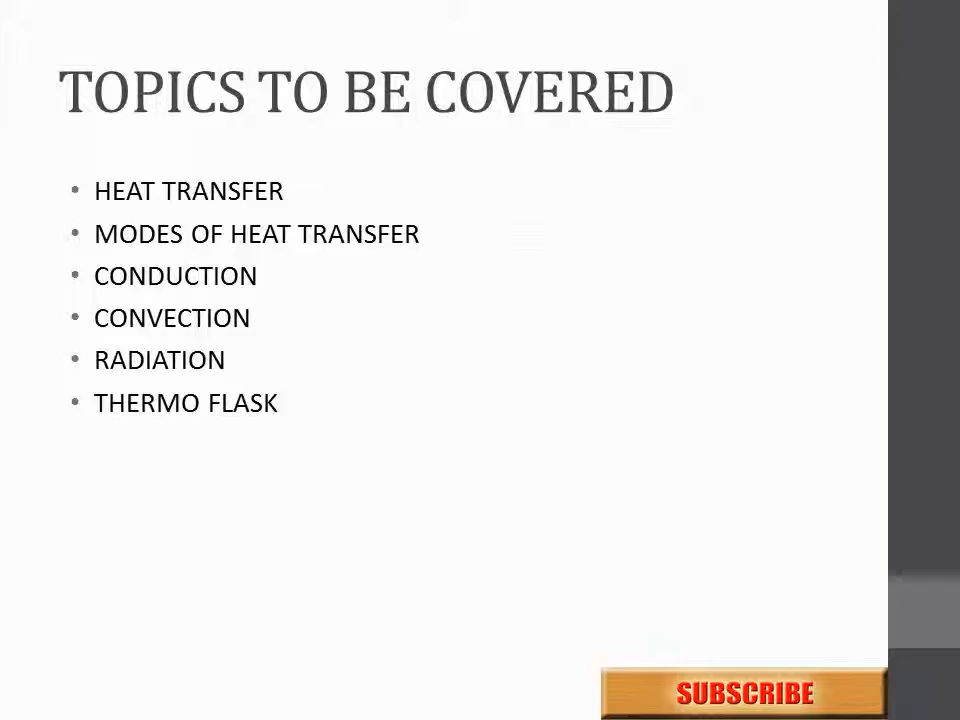 TOPICS TO BE COVERED
• HEAT TRANSFER
• MODES OF HEAT TRANSFER
• CONDUCTION
• CONVECTION
• RADIATION
• THERMO FLASK
SUBSCRIBE